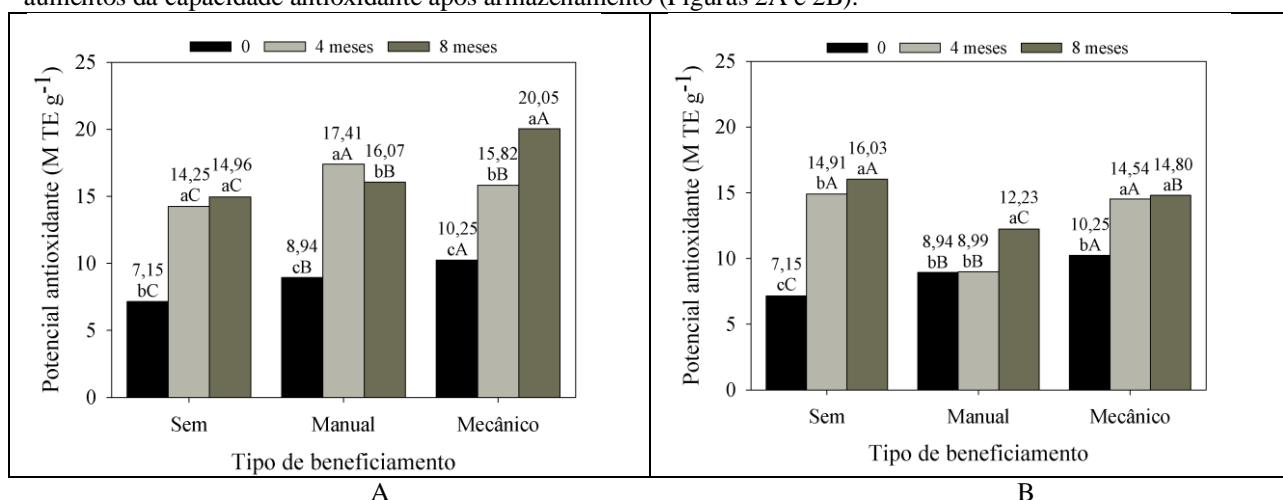 aumentos da capacidade antioxidante após armazenamento (Figuras 2A e 2B).
0 4 meses 8 meses
Potencial antioxidante (M TE g-1)
25
20
15
10
5
0
7,15
bC
14,25
aC
14,96
aC
8,94
cB
17,41
aA
16,07
bB
10,25
cA
15,82
bB
20,05
aA
Sem Manual Mecânico
Tipo de beneficiamento
A
0 4 meses 8 meses
Potencial antioxidante (M TE g-1)
25
20
15
10
5
0
7,15
cC
14,91
bA
16,03
aA
8,94
bB
8,99
bB
12,23
aC
10,25
bA
14,54
aA
14,80
aB
Sem Manual Mecânico
Tipo de beneficiamento
B